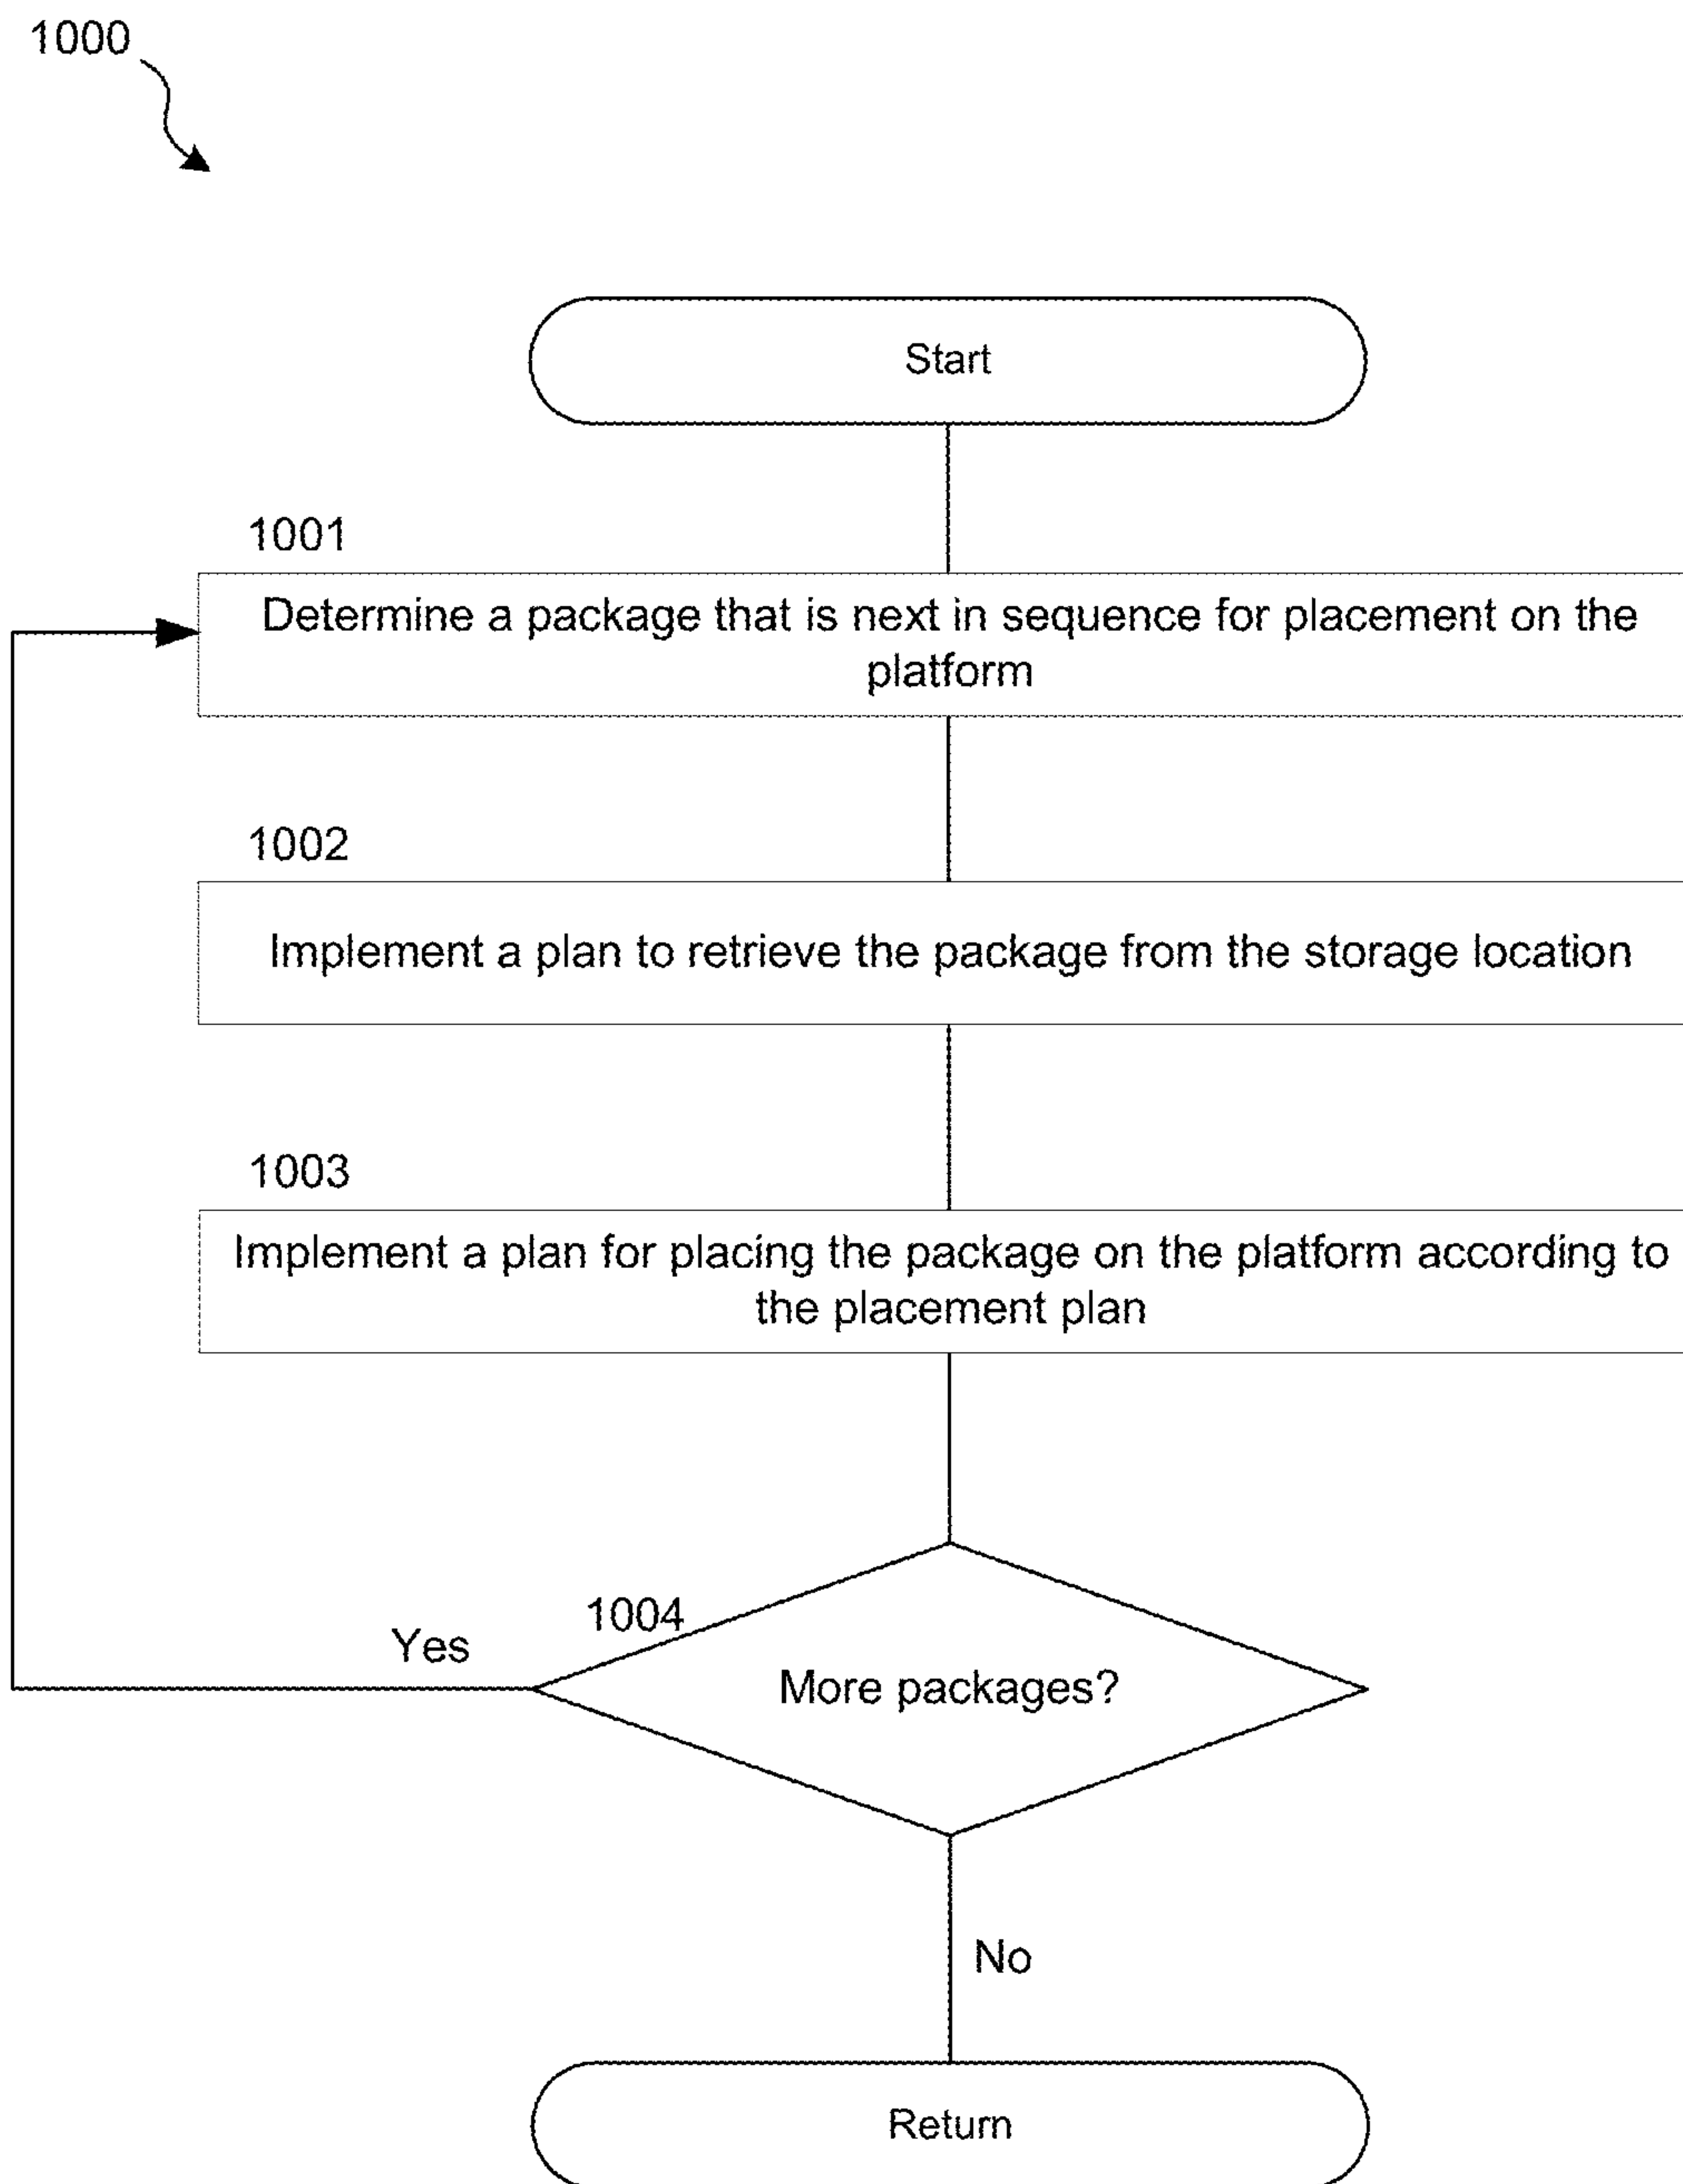 1000
Start
1001
Determine a package that is next in sequence for placement on the
platform
1002
Implement a plan to retrieve the package from the storage location
1003
Implement a plan for placing the package on the platform according to
the placement plan
1004
Yes
More packages?
No
Return